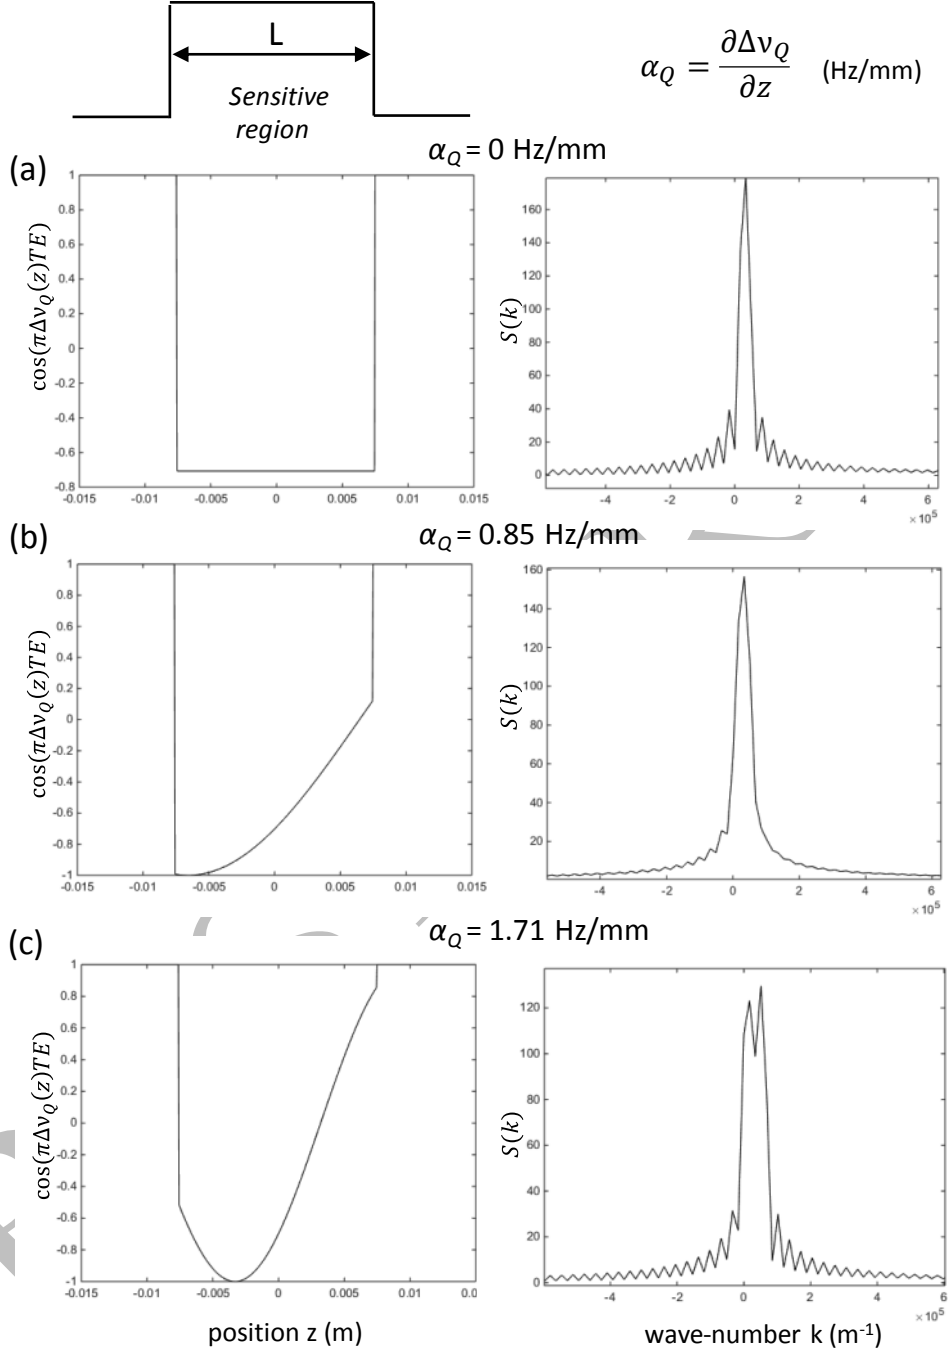 L
Sensitive
region
α_Q = ∂Δν_Q / ∂z (Hz/mm)
(a)
α_Q = 0 Hz/mm
cos(πΔν_Q(z)TE)
1
0.8
0.6
0.4
0.2
0
-0.2
-0.4
-0.6
-0.8
-0.015 -0.01 -0.005 0 0.005 0.01 0.015
S(k)
160
140
120
100
80
60
40
20
0
-4 -2 0 2 4 6
×10⁵
(b)
α_Q = 0.85 Hz/mm
cos(πΔν_Q(z)TE)
1
0.8
0.6
0.4
0.2
0
-0.2
-0.4
-0.6
-0.8
-1
-0.015 -0.01 -0.005 0 0.005 0.01 0.015
S(k)
160
140
120
100
80
60
40
20
-4 -2 0 2 4 6
×10⁵
(c)
α_Q = 1.71 Hz/mm
cos(πΔν_Q(z)TE)
1
0.8
0.6
0.4
0.2
0
-0.2
-0.4
-0.6
-0.8
-1
-0.015 -0.01 -0.005 0 0.005 0.01 0.0
position z (m)
S(k)
120
100
80
60
40
20
0
-4 -2 0 2 4 6
×10⁵
wave-number k (m⁻¹)